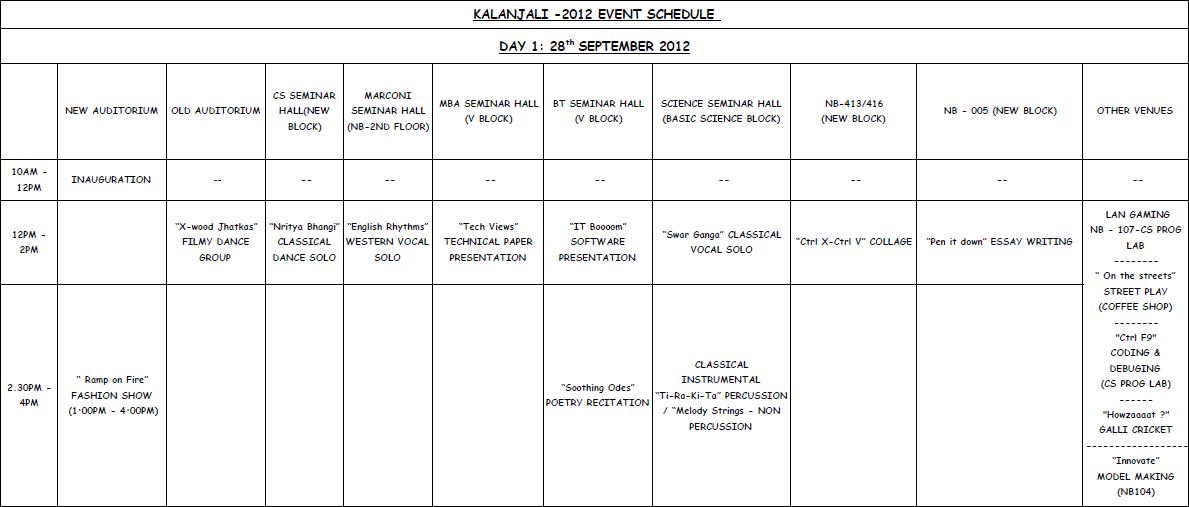 KALANJALI -2012 EVENT SCHEDULE
DAY 1: 28th SEPTEMBER 2012
NEW AUDITORIUM
OLD AUDITORIUM
CS SEMINAR
HALL(NEW
BLOCK)
MARCONI
SEMINAR HALL
(NB-2ND FLOOR)
MBA SEMINAR HALL
(V BLOCK)
BT SEMINAR HALL
(V BLOCK)
SCIENCE SEMINAR HALL
(BASIC SCIENCE BLOCK)
NB-413/416
(NEW BLOCK)
NB - 005 (NEW BLOCK)
OTHER VENUES
10AM -
12PM
INAUGURATION
--
--
--
--
--
--
--
--
--
12PM -
2PM
"X-wood Jhatkas"
FILMY DANCE
GROUP
"Nritya Bhangi"
CLASSICAL
DANCE SOLO
"English Rhythms"
WESTERN VOCAL
SOLO
"Tech Views"
TECHNICAL PAPER
PRESENTATION
"IT Boooom"
SOFTWARE
PRESENTATION
"Swar Ganga" CLASSICAL
VOCAL SOLO
"Ctrl X-Ctrl V" COLLAGE
"Pen it down" ESSAY WRITING
LAN GAMING
NB - 107-CS PROG
LAB
--------
" On the streets"
STREET PLAY
(COFFEE SHOP)
--------
"Ctrl F9"
CODING &
DEBUGING
(CS PROG LAB)
------
"Howzaaaat ?"
GALLI CRICKET
------------------
"Innovate"
MODEL MAKING
(NB104)
2.30PM -
4PM
" Ramp on Fire"
FASHION SHOW
(1·00PM - 4·00PM)
"Soothing Odes"
POETRY RECITATION
CLASSICAL
INSTRUMENTAL
"Ti-Ra-Ki-Ta" PERCUSSION
/ "Melody Strings - NON
PERCUSSION